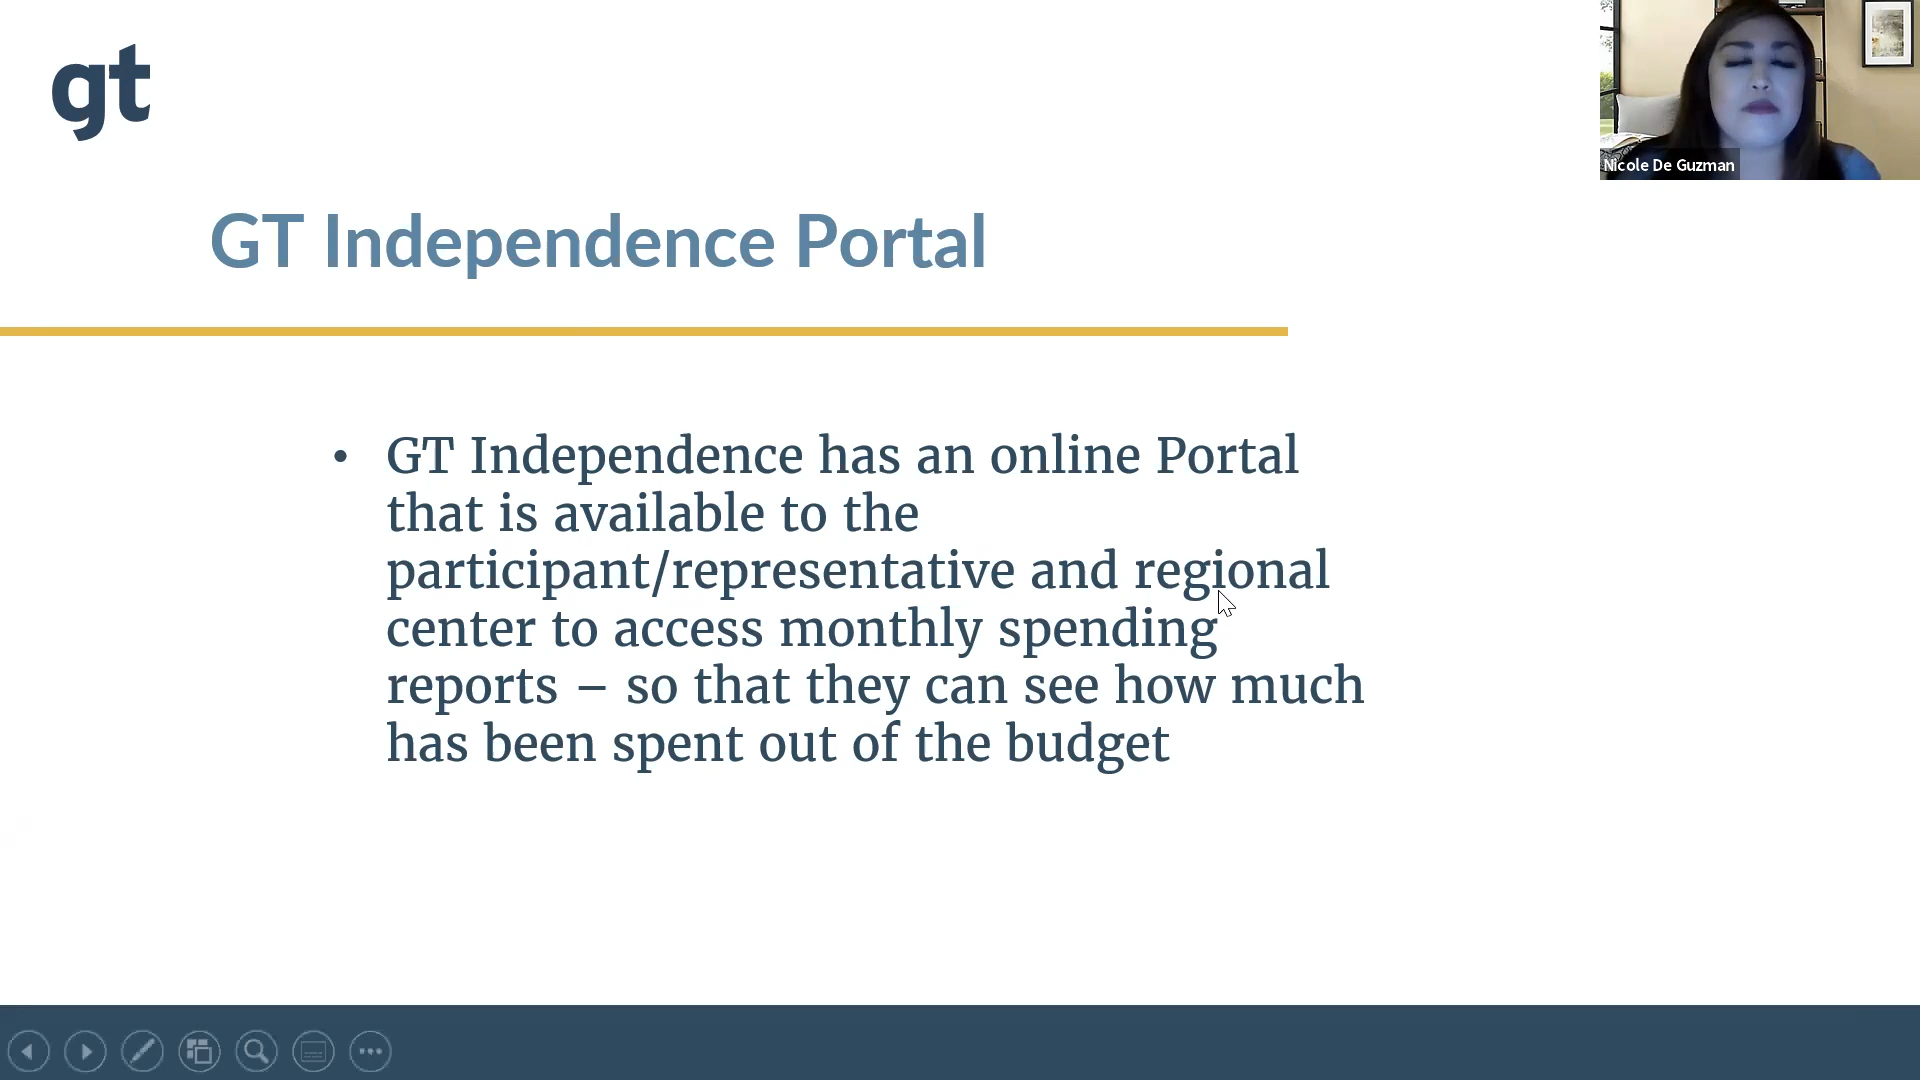 gt
Nicole De Guzman
GT Independence Portal
• GT Independence has an online Portal
that is available to the
participant/representative and regional
center to access monthly spending
reports – so that they can see how much
has been spent out of the budget